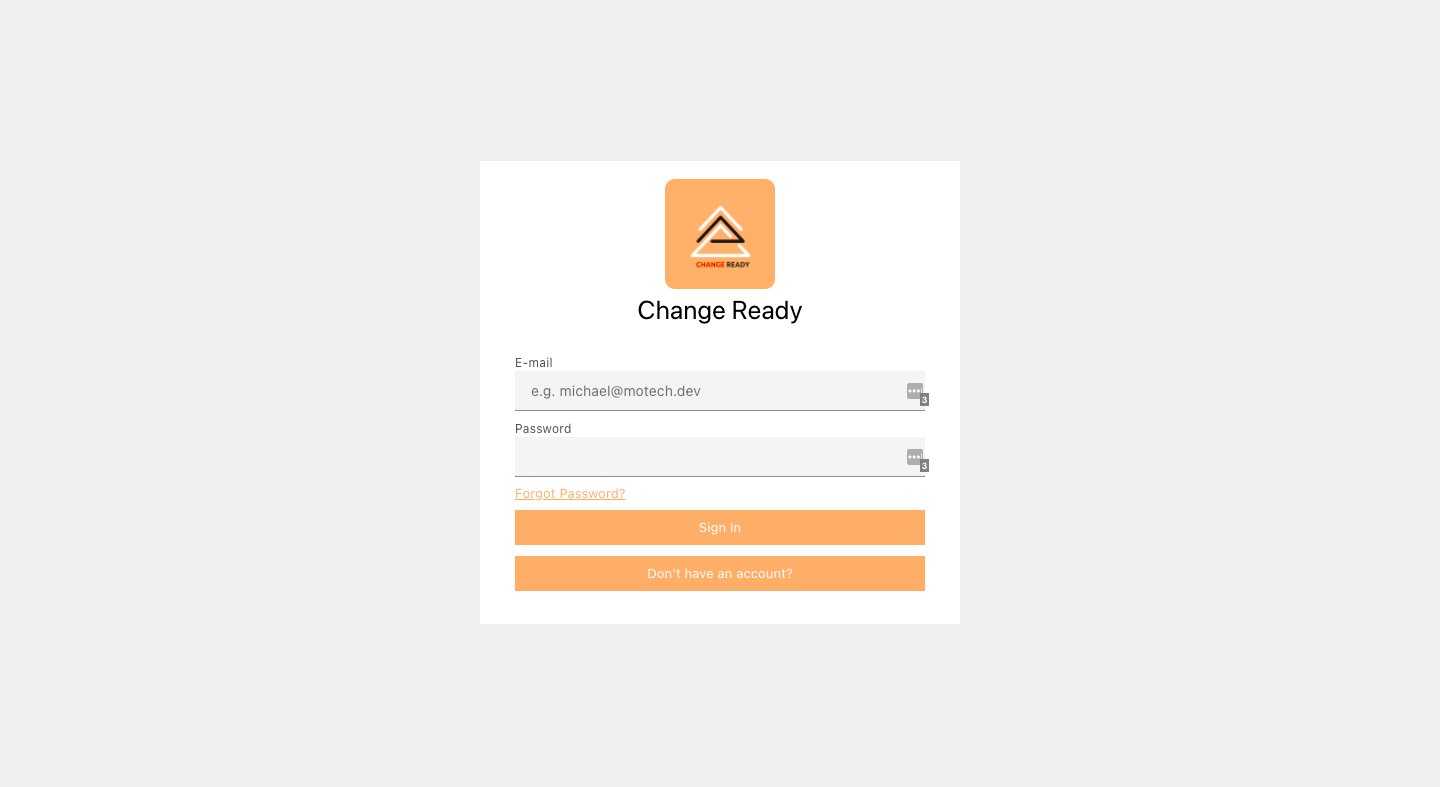 CHANGE READY
Change Ready
E-mail
e.g. michael@motech.dev
3
Password
3
Forgot Password?
Sign In
Don't have an account?